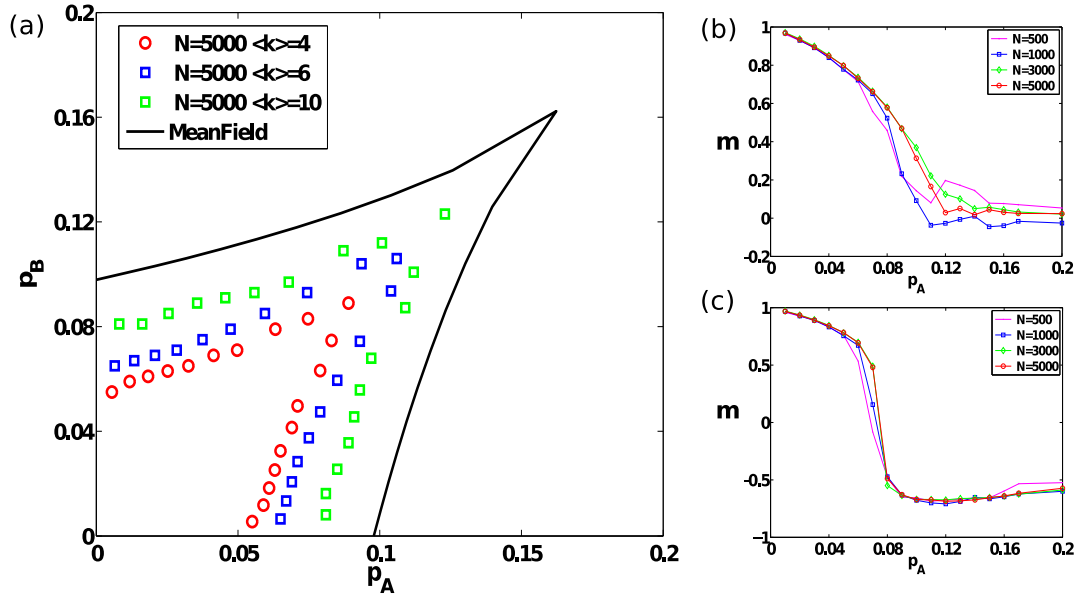 (a)
N=5000 <k>=4
N=5000 <k>=6
N=5000 <k>=10
MeanField
0.2
0.16
0.12
0.08
0.04
0
p_B
0
0.05
0.1
0.15
0.2
p_A
(b)
N=500
N=1000
N=3000
N=5000
1
0.8
0.6
0.4
0.2
0
-0.2
m
0
0.04
0.08
0.12
0.16
0.2
p_A
(c)
N=500
N=1000
N=3000
N=5000
1
0.5
0
-0.5
-1
m
0
0.04
0.08
0.12
0.16
0.2
p_A